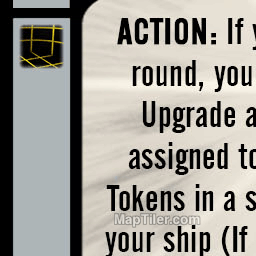 ACTION: If
round, you
Upgrade a
assigned to
Tokens in a s
your ship (If
MapTiler.com